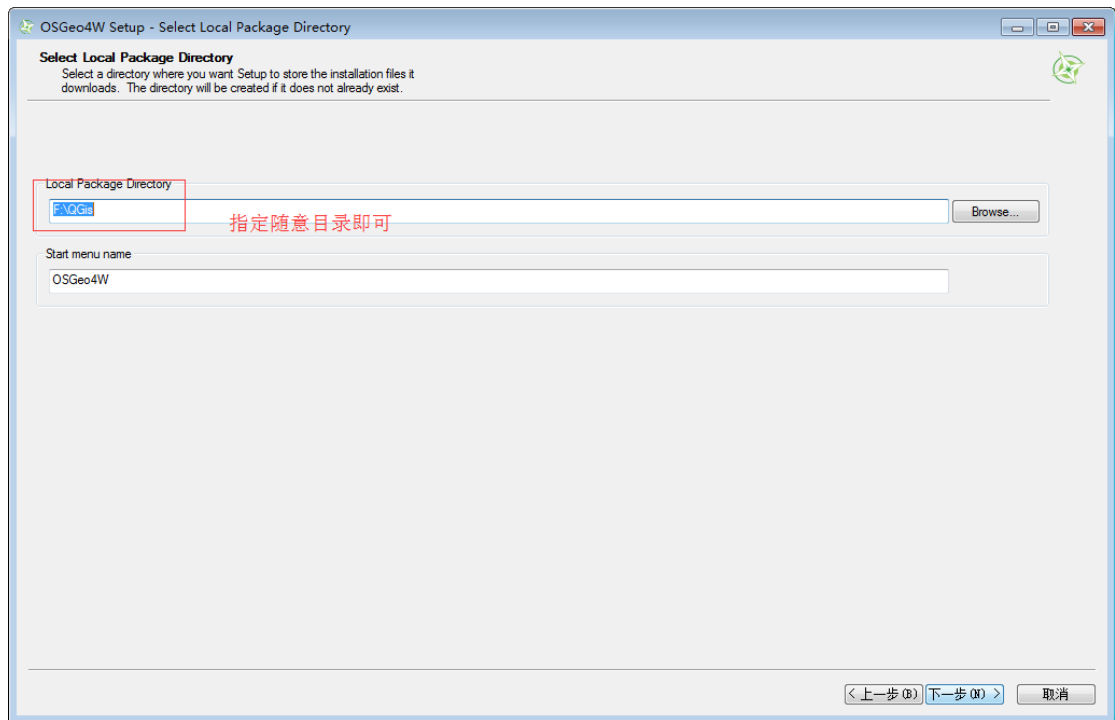 OSGeo4W Setup - Select Local Package Directory
Select Local Package Directory
Select a directory where you want Setup to store the installation files it
downloads. The directory will be created if it does not already exist.
Local Package Directory
F:\QGis
Browse...
指定随意目录即可
Start menu name
OSGeo4W
< 上一步(B) 下一步(N) > 取消